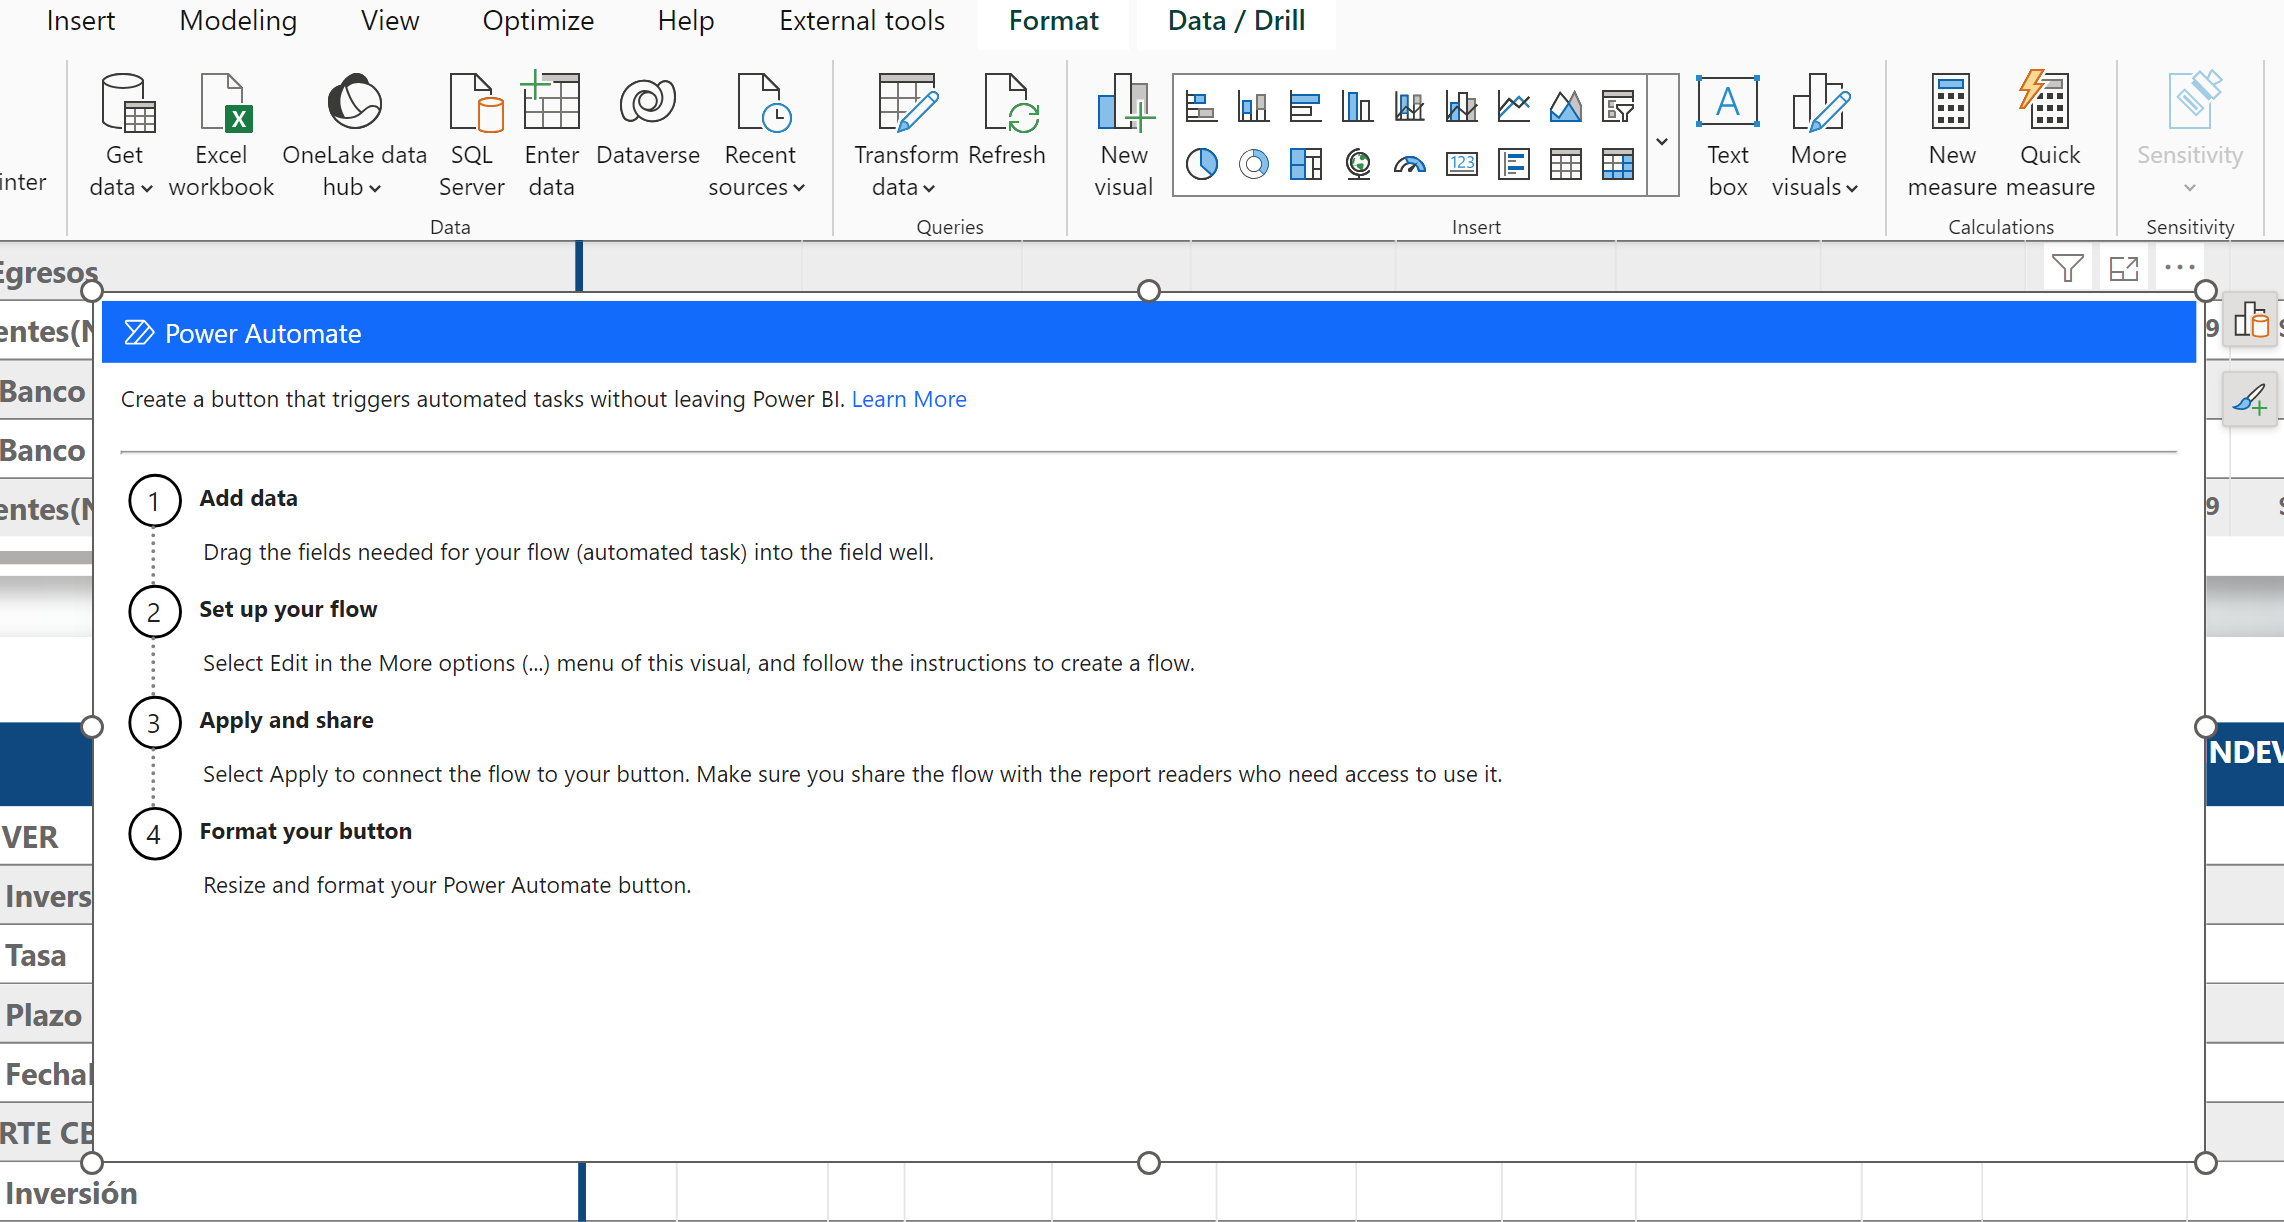 Insert Modeling View Optimize Help External tools Format Data / Drill
inter
Get data
Excel workbook
OneLake data hub
SQL Server
Enter data
Dataverse
Recent sources
Transform data
Refresh
New visual
123
A
Text box
More visuals
New measure
Quick measure
Sensitivity
Data Queries Insert Calculations Sensitivity
Egresos
entes(N
Banco
Banco
entes(N
9
9
Power Automate
Create a button that triggers automated tasks without leaving Power BI. Learn More
1 Add data
Drag the fields needed for your flow (automated task) into the field well.
2 Set up your flow
Select Edit in the More options (...) menu of this visual, and follow the instructions to create a flow.
3 Apply and share
Select Apply to connect the flow to your button. Make sure you share the flow with the report readers who need access to use it.
4 Format your button
Resize and format your Power Automate button.
NDEV
VER
Invers
Tasa
Plazo
Fecha
RTE CE
Inversión